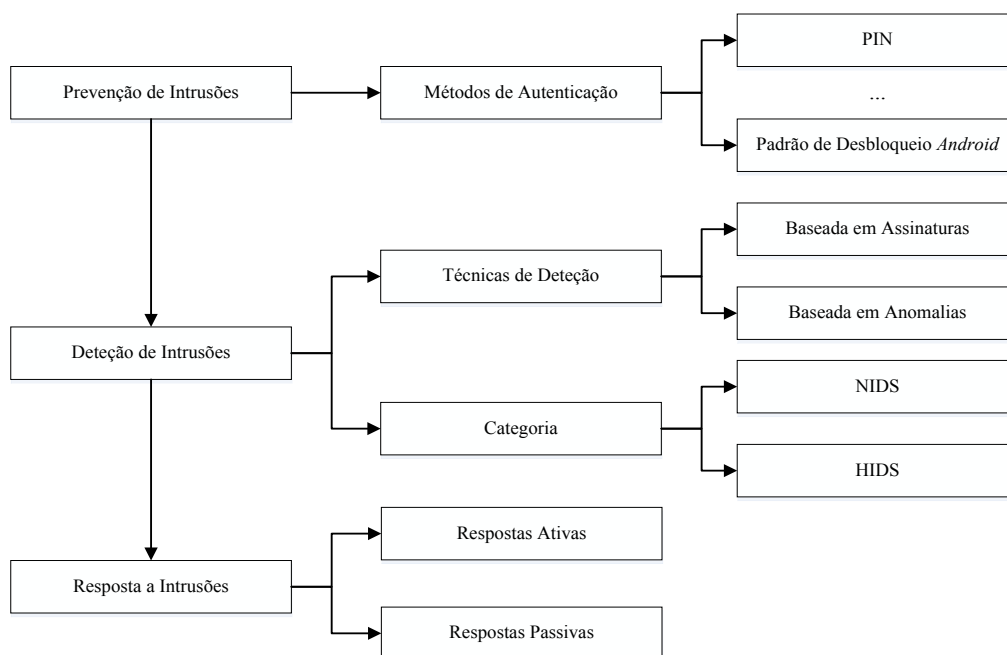 Prevenção de Intrusões
Métodos de Autenticação
PIN
...
Padrão de Desbloqueio Android
Deteção de Intrusões
Técnicas de Deteção
Baseada em Assinaturas
Baseada em Anomalias
Categoria
NIDS
HIDS
Resposta a Intrusões
Respostas Ativas
Respostas Passivas